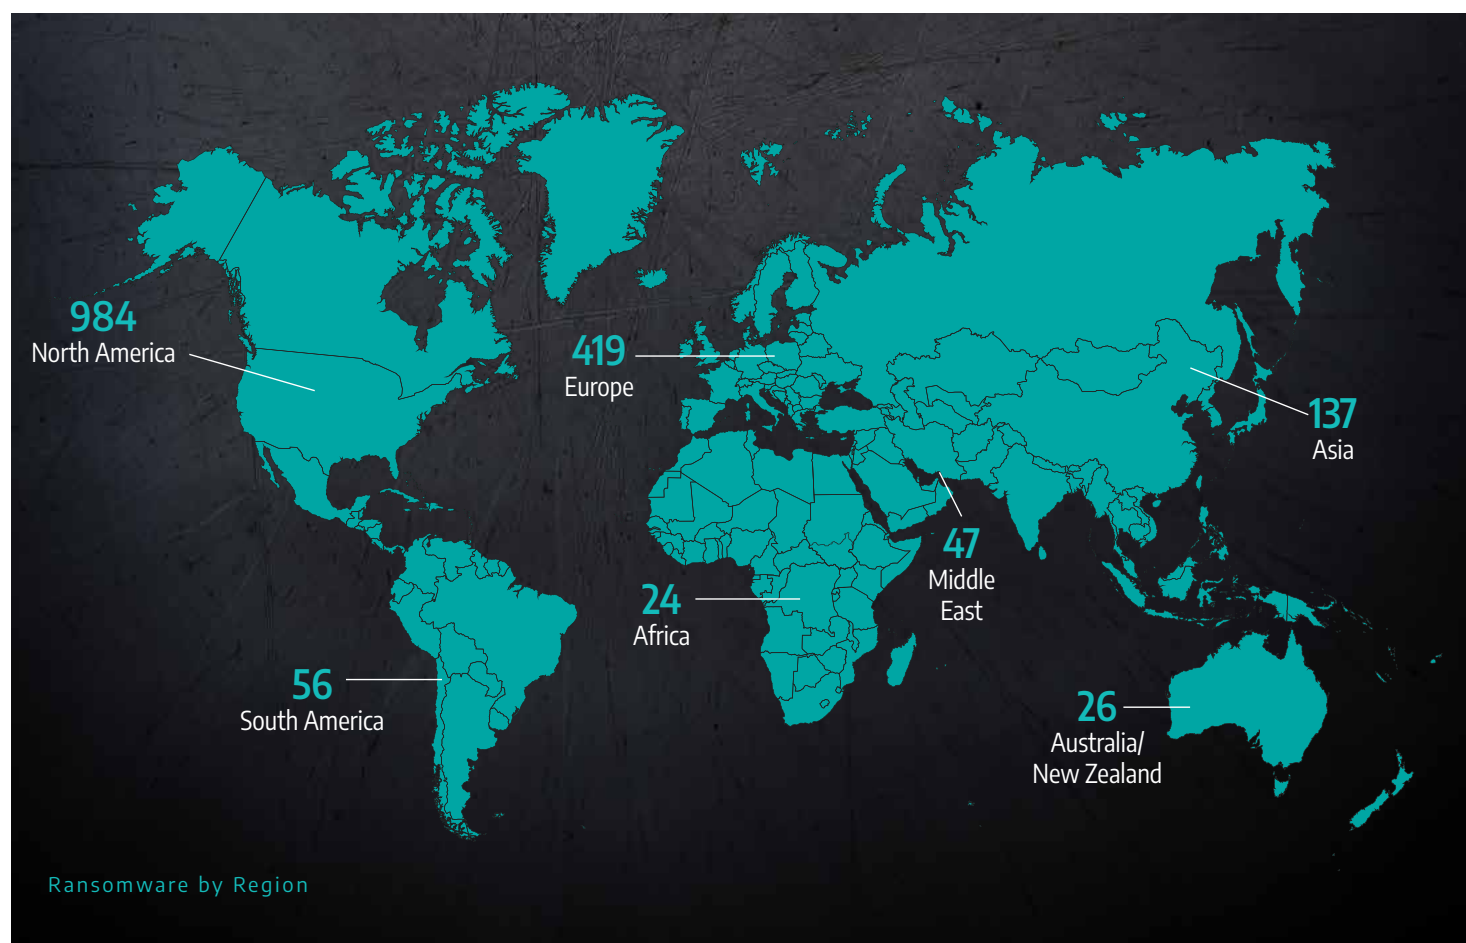 984
North America
419
Europe
137
Asia
47
Middle
East
24
Africa
56
South America
26
Australia/
New Zealand
Ransomware by Region